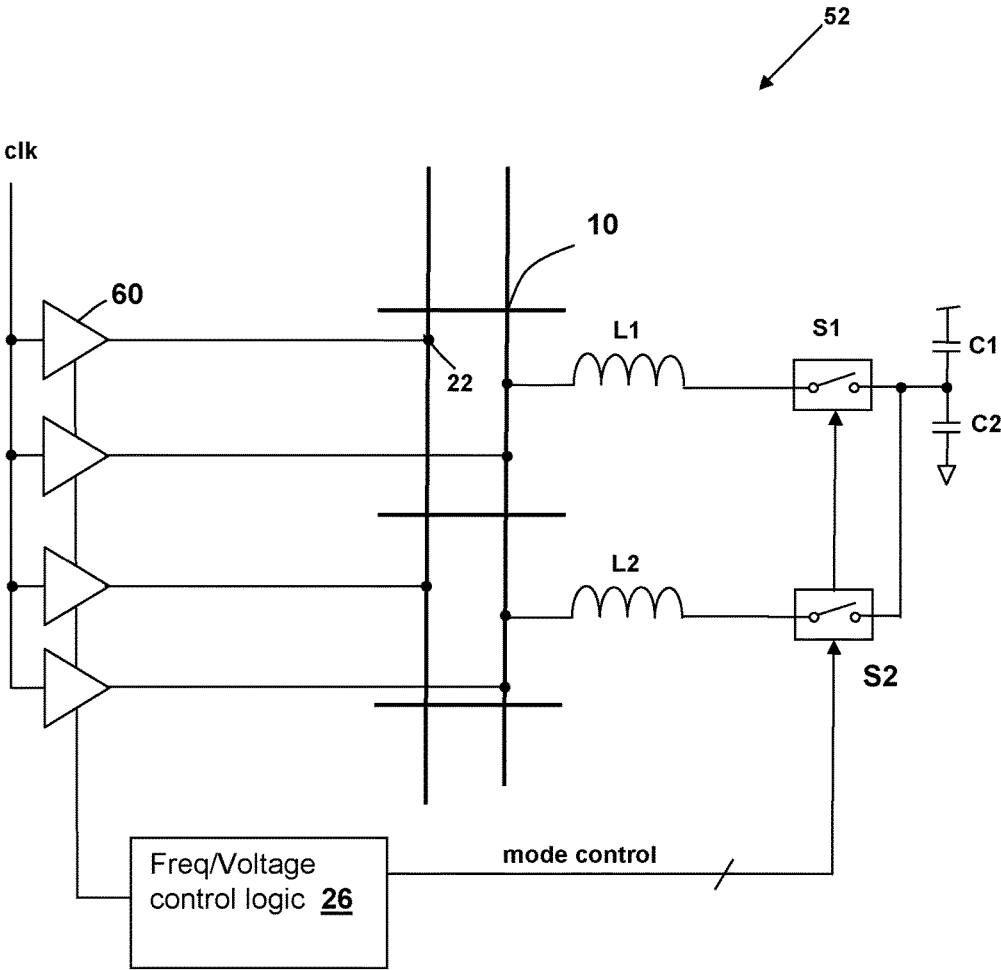 52
clk
10
60
L1
S1
C1
22
C2
L2
S2
mode control
Freq/Voltage
control logic 26